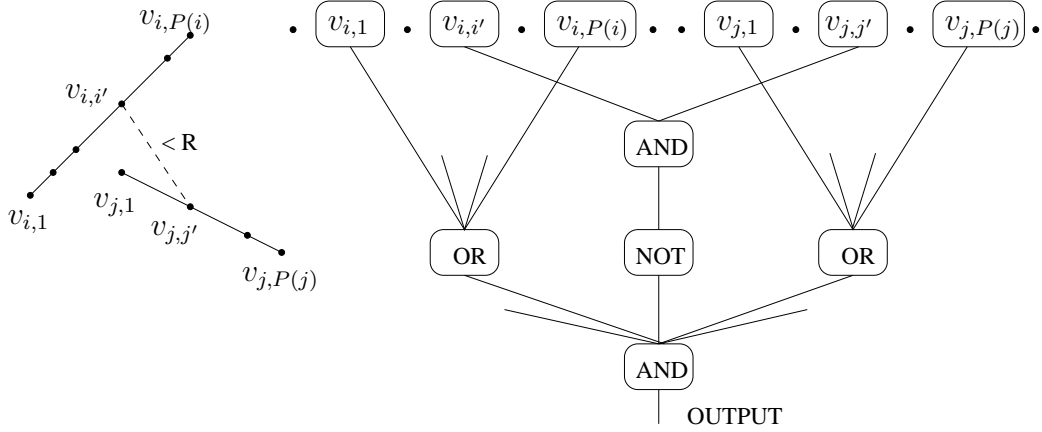 v_{i,P(i)}
v_{i,i'}
< R
v_{i,1}
v_{j,1}
v_{j,j'}
v_{j,P(j)}
v_{i,1} v_{i,i'} v_{i,P(i)} v_{j,1} v_{j,j'} v_{j,P(j)}
AND
OR NOT OR
AND
OUTPUT